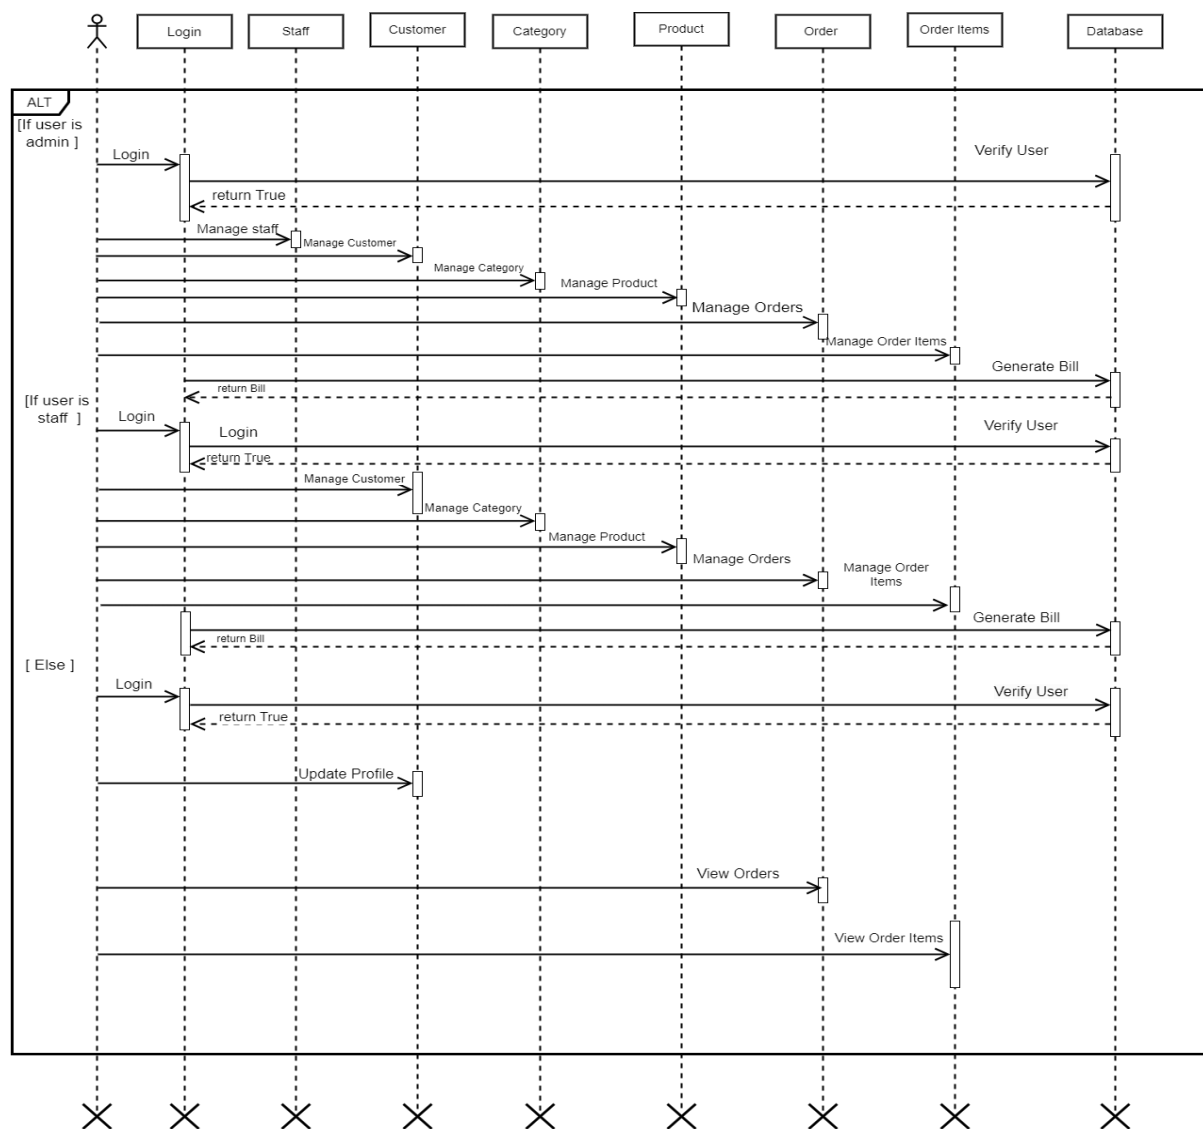 Login
Staff
Customer
Category
Product
Order
Order Items
Database
ALT
[If user is
admin ]
Login
Verify User
return True
Manage staff
Manage Customer
Manage Category
Manage Product
Manage Orders
Manage Order Items
Generate Bill
return Bill
[If user is
staff ]
Login
Verify User
Login
return True
Manage Customer
Manage Category
Manage Product
Manage Orders
Manage Order
Items
Generate Bill
return Bill
[ Else ]
Login
Verify User
return True
Update Profile
View Orders
View Order Items